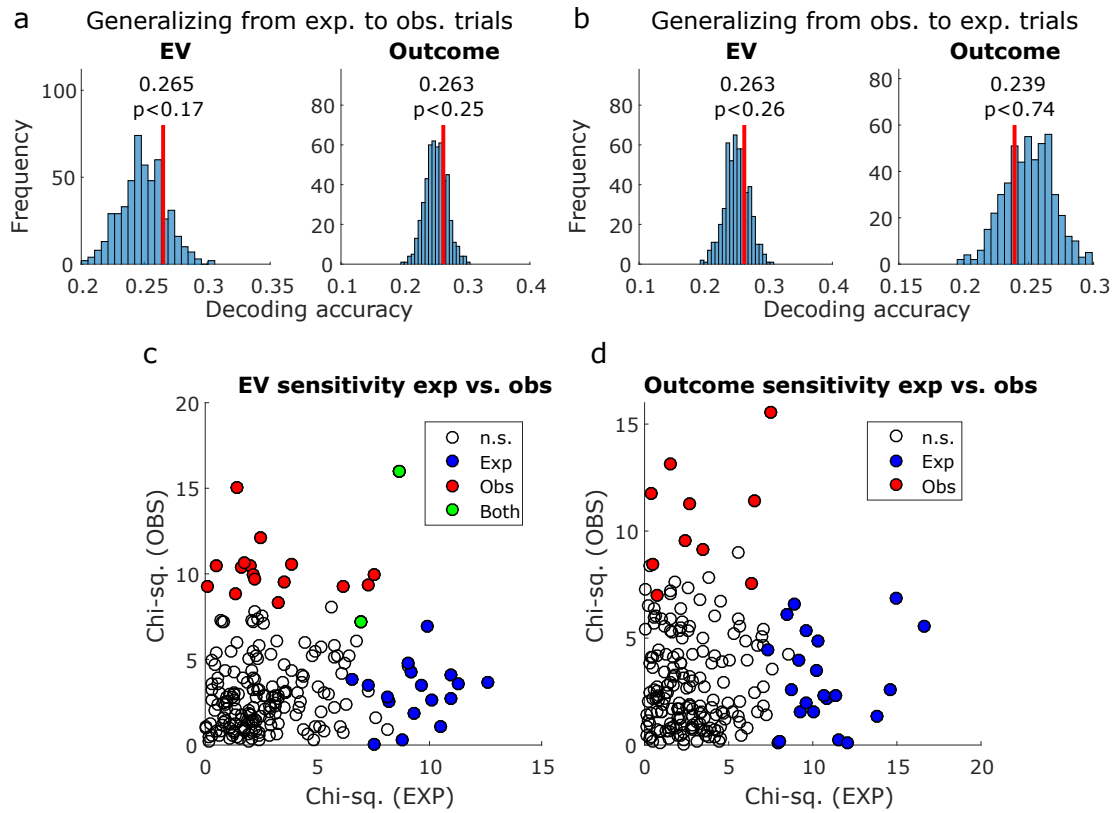 a
Generalizing from exp. to obs. trials
EV
Outcome
0.265
p<0.17
0.263
p<0.25
Frequency
100
50
0
0.2
0.25
0.35
80
60
40
20
0
0.1
0.2
0.3
0.4
Decoding accuracy
b
Generalizing from obs. to exp. trials
EV
Outcome
0.263
p<0.26
0.239
p<0.74
Frequency
80
60
40
20
0
0.1
0.2
0.3
0.4
80
60
40
20
0
0.2
0.25
0.3
Decoding accuracy
c
EV sensitivity exp vs. obs
n.s.
Exp
Obs
Both
Chi-sq. (OBS)
20
15
10
5
0
0
5
10
15
Chi-sq. (EXP)
d
Outcome sensitivity exp vs. obs
n.s.
Exp
Obs
Chi-sq. (OBS)
15
10
5
0
0
5
10
15
20
Chi-sq. (EXP)